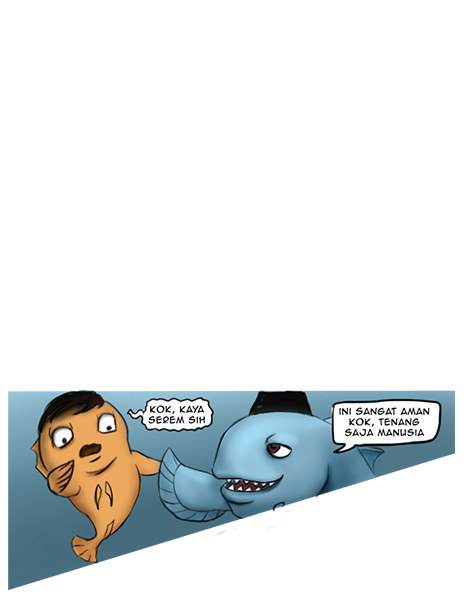 KOK, KAYA
SEREM SIH
INI SANGAT AMAN
KOK, TENANG
SAJA MANUSIA